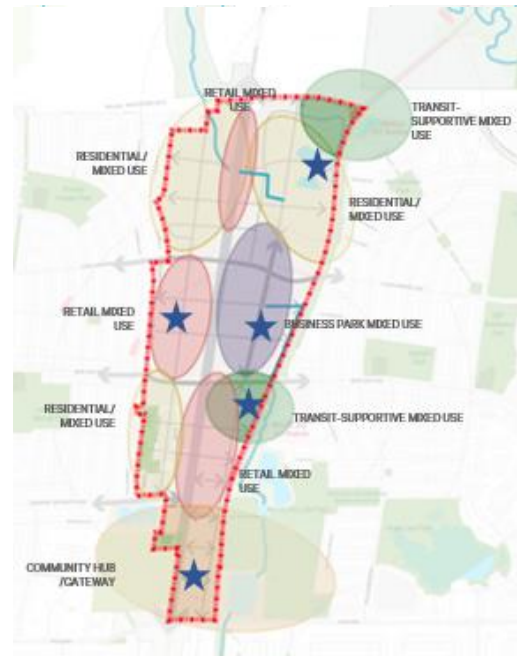 RETAIL MIXED
USE
TRANSIT-
SUPPORTIVE MIXED
USE
RESIDENTIAL/
MIXED USE
RESIDENTIAL/
MIXED USE
RETAIL MIXED
USE
BUSINESS PARK MIXED USE
RESIDENTIAL/
MIXED USE
TRANSIT-SUPPORTIVE MIXED USE
RETAIL MIXED
USE
COMMUNITY HUB
/GATEWAY